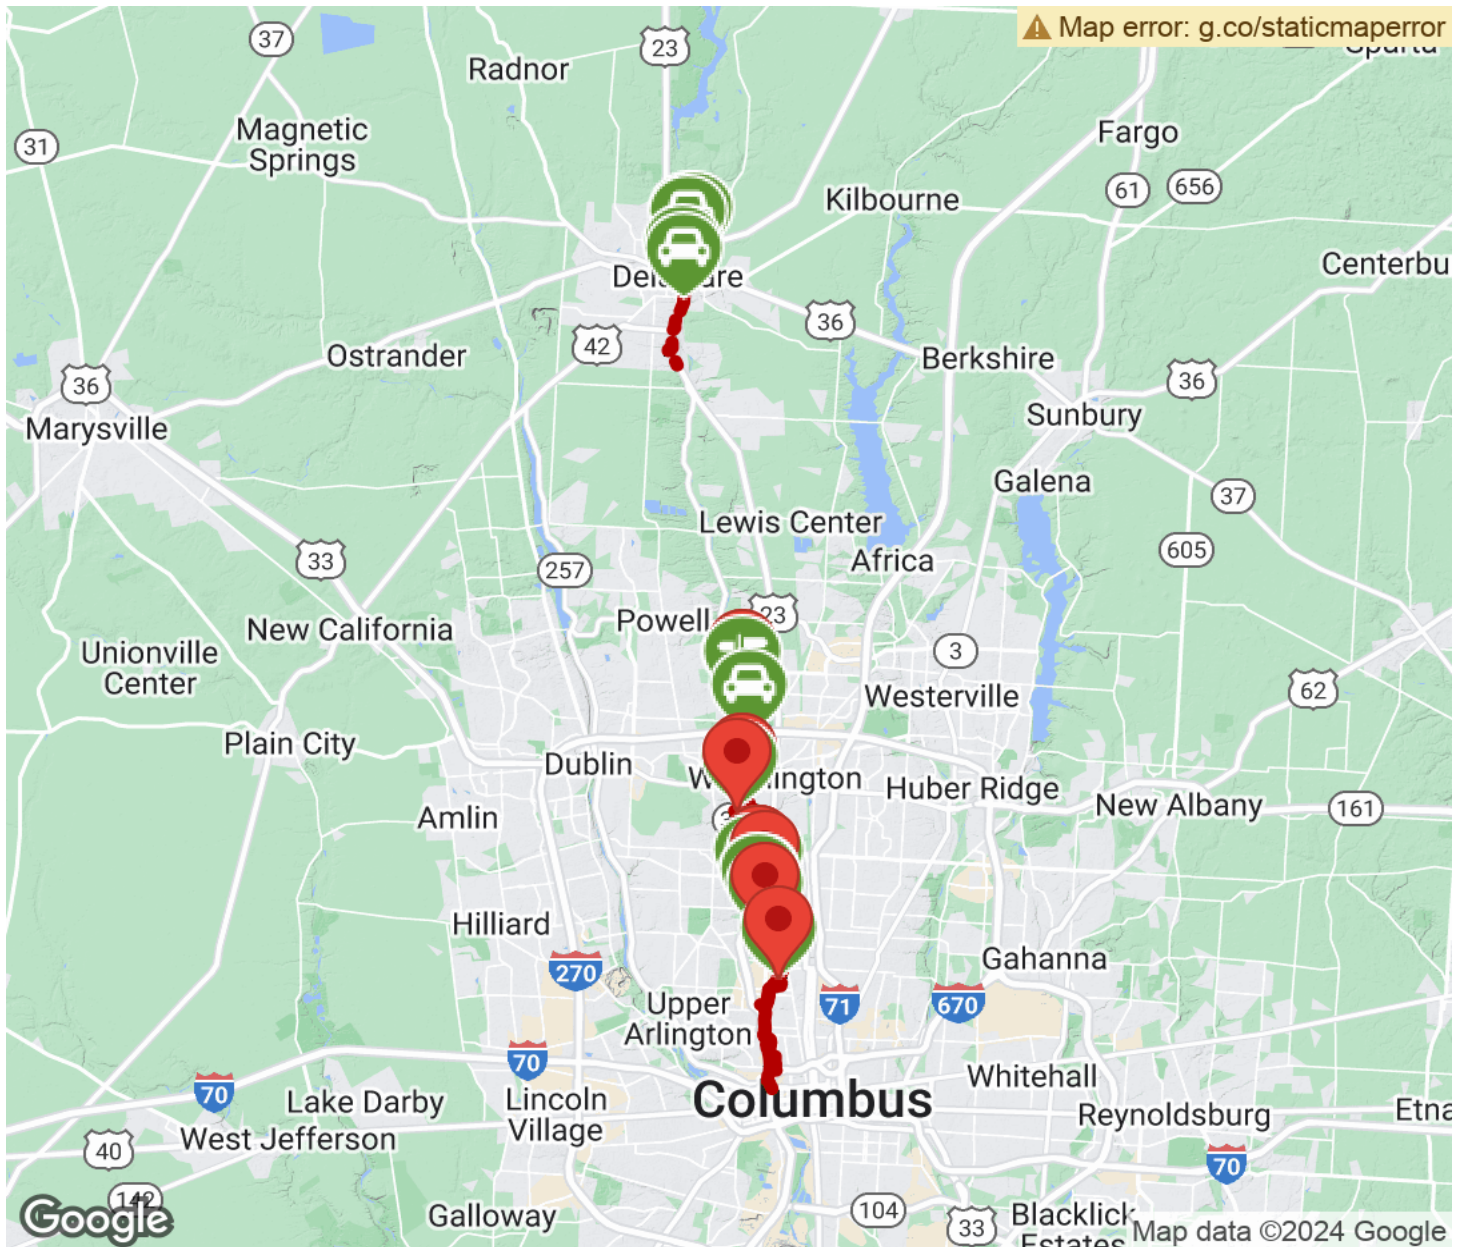 Map error: g.co/staticmaperror
37
23
Radnor
31
Magnetic
Springs
Fargo
61
656
Kilbourne
Centerbu
36
42
Ostrander
Berkshire
36
36
Sunbury
Marysville
Galena
37
Lewis Center
605
33
257
Africa
Powell
23
New California
3
Unionville
Center
62
Westerville
Plain City
Dublin
Huber Ridge
New Albany
161
Amlin
Hilliard
Gahanna
270
Upper
Arlington
71
670
70
70
Columbus
Whitehall
Lake Darby
Lincoln
Village
Reynoldsburg
Etna
40
West Jefferson
70
142
Google
Galloway
104
33
Blacklick
Estates
Map data ©2024 Google